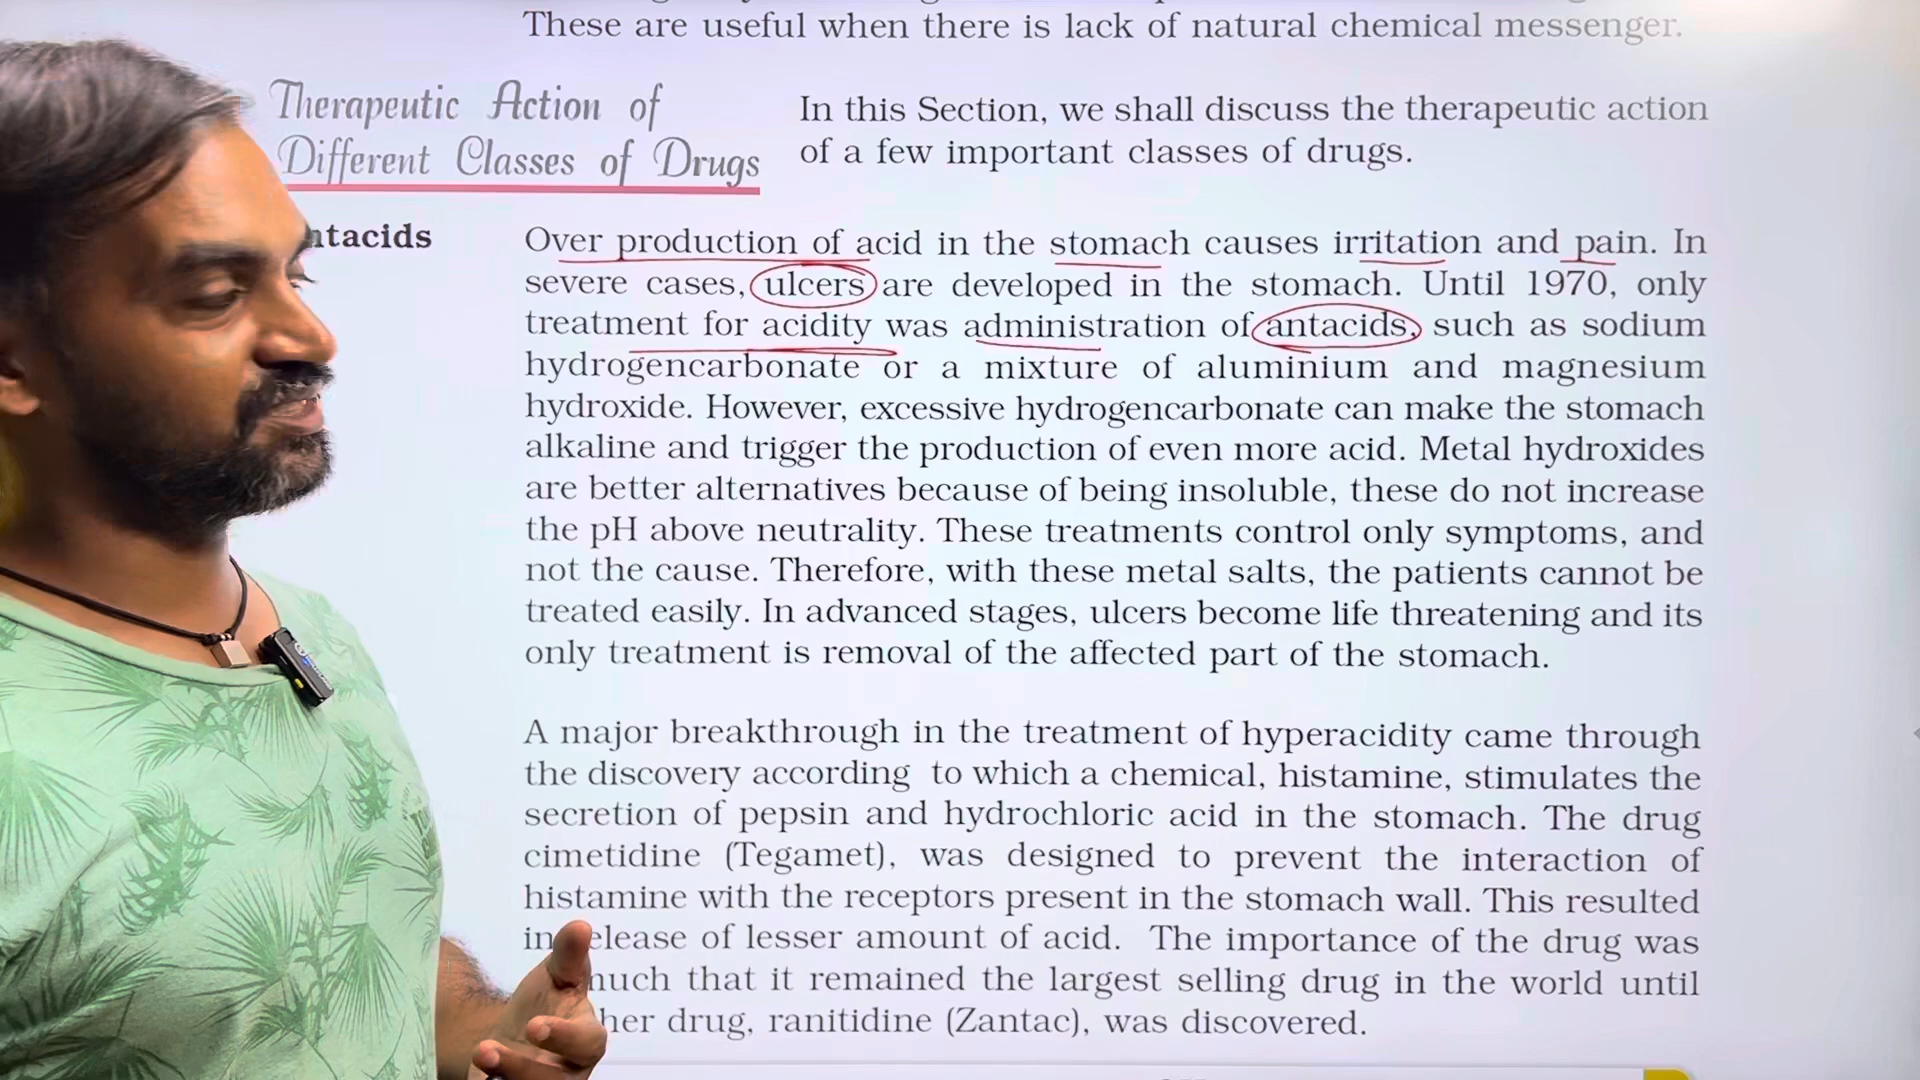 These are useful when there is lack of natural chemical messenger.
Therapeutic Action of
Different Classes of Drugs
In this Section, we shall discuss the therapeutic action
of a few important classes of drugs.
ntacids
Over production of acid in the stomach causes irritation and pain. In
severe cases, ulcers are developed in the stomach. Until 1970, only
treatment for acidity was administration of antacids, such as sodium
hydrogencarbonate or a mixture of aluminium and magnesium
hydroxide. However, excessive hydrogencarbonate can make the stomach
alkaline and trigger the production of even more acid. Metal hydroxides
are better alternatives because of being insoluble, these do not increase
the pH above neutrality. These treatments control only symptoms, and
not the cause. Therefore, with these metal salts, the patients cannot be
treated easily. In advanced stages, ulcers become life threatening and its
only treatment is removal of the affected part of the stomach.
A major breakthrough in the treatment of hyperacidity came through
the discovery according to which a chemical, histamine, stimulates the
secretion of pepsin and hydrochloric acid in the stomach. The drug
cimetidine (Tegamet), was designed to prevent the interaction of
histamine with the receptors present in the stomach wall. This resulted
in elease of lesser amount of acid. The importance of the drug was
much that it remained the largest selling drug in the world until
her drug, ranitidine (Zantac), was discovered.